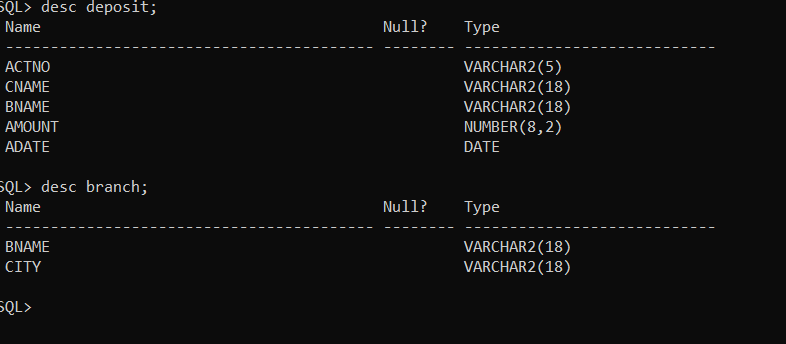 SQL> desc deposit;
Name Null? Type
----------------------------------------- -------- ----------------------------
ACTNO VARCHAR2(5)
CNAME VARCHAR2(18)
BNAME VARCHAR2(18)
AMOUNT NUMBER(8,2)
ADATE DATE
SQL> desc branch;
Name Null? Type
----------------------------------------- -------- ----------------------------
BNAME VARCHAR2(18)
CITY VARCHAR2(18)
SQL>